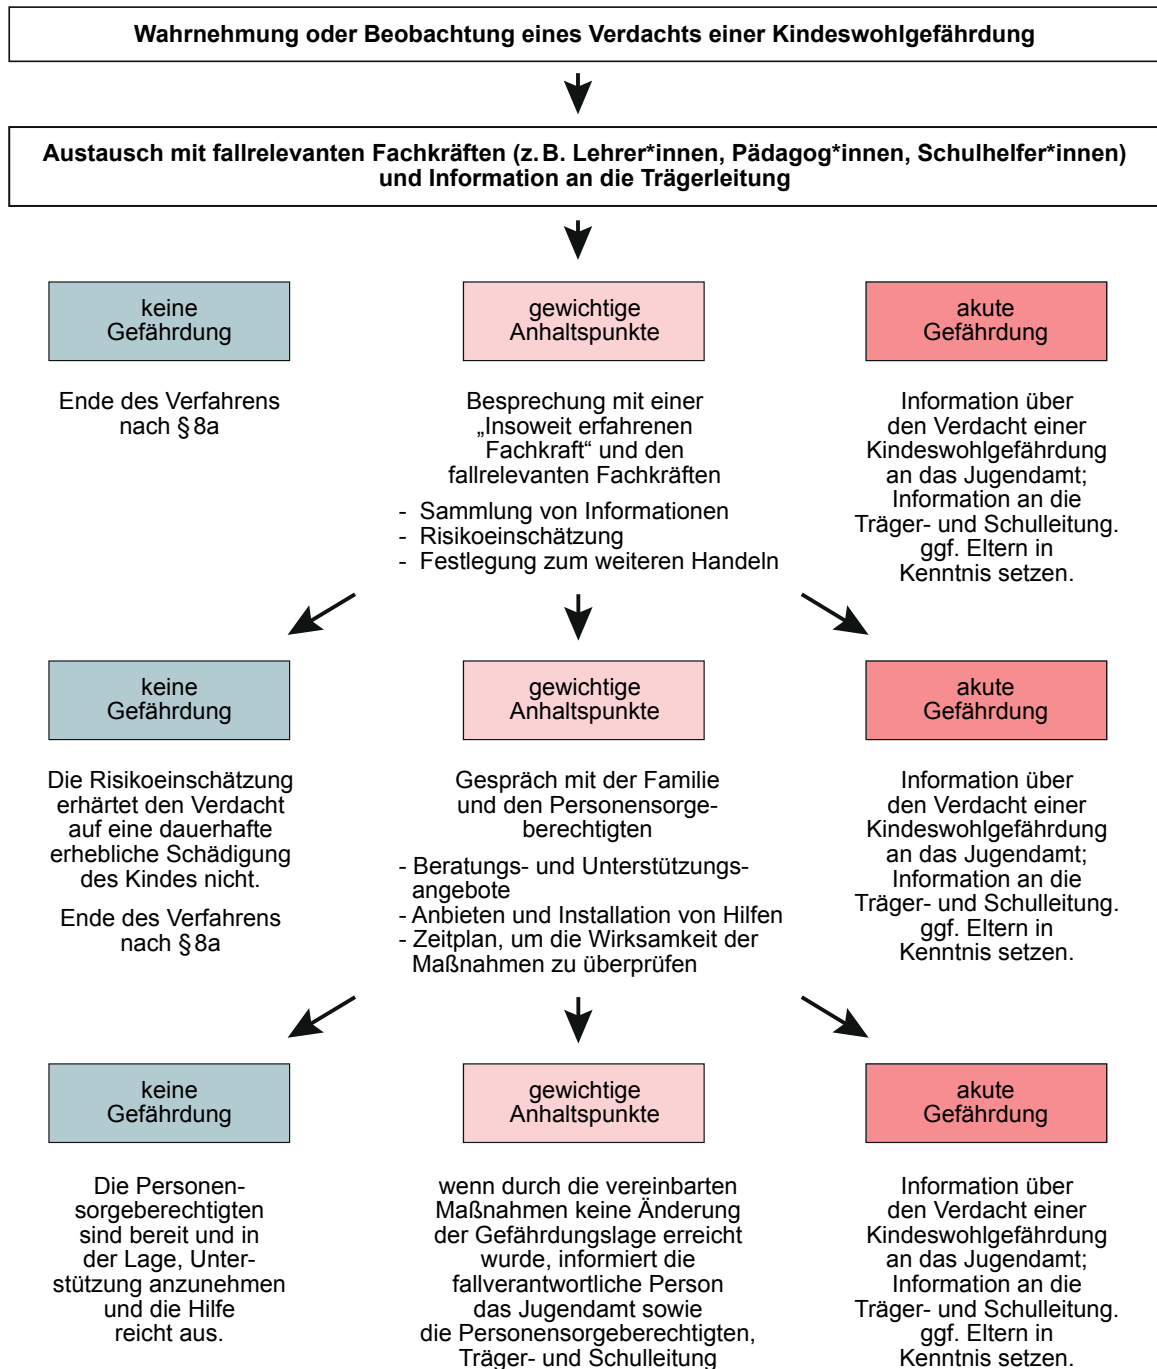 Wahrnehmung oder Beobachtung eines Verdachts einer Kindeswohlgefährdung
Austausch mit fallrelevanten Fachkräften (z. B. Lehrer*innen, Pädagog*innen, Schulhelfer*innen)
und Information an die Trägerleitung
keine
Gefährdung
Ende des Verfahrens
nach § 8a
gewichtige
Anhaltspunkte
Besprechung mit einer
„Insoweit erfahrenen
Fachkraft“ und den
fallrelevanten Fachkräften
- Sammlung von Informationen
- Risikoeinschätzung
- Festlegung zum weiteren Handeln
akute
Gefährdung
Information über
den Verdacht einer
Kindeswohlgefährdung
an das Jugendamt;
Information an die
Träger- und Schulleitung.
ggf. Eltern in
Kenntnis setzen.
keine
Gefährdung
Die Risikoeinschätzung
erhärtet den Verdacht
auf eine dauerhafte
erhebliche Schädigung
des Kindes nicht.
Ende des Verfahrens
nach § 8a
gewichtige
Anhaltspunkte
Gespräch mit der Familie
und den Personensorge-
berechtigten
- Beratungs- und Unterstützungs-
angebote
- Anbieten und Installation von Hilfen
- Zeitplan, um die Wirksamkeit der
Maßnahmen zu überprüfen
akute
Gefährdung
Information über
den Verdacht einer
Kindeswohlgefährdung
an das Jugendamt;
Information an die
Träger- und Schulleitung.
ggf. Eltern in
Kenntnis setzen.
keine
Gefährdung
Die Personen-
sorgeberechtigten
sind bereit und in
der Lage, Unter-
stützung anzunehmen
und die Hilfe
reicht aus.
gewichtige
Anhaltspunkte
wenn durch die vereinbarten
Maßnahmen keine Änderung
der Gefährdungslage erreicht
wurde, informiert die
fallverantwortliche Person
das Jugendamt sowie
die Personensorgeberechtigten,
Träger- und Schulleitung
akute
Gefährdung
Information über
den Verdacht einer
Kindeswohlgefährdung
an das Jugendamt;
Information an die
Träger- und Schulleitung.
ggf. Eltern in
Kenntnis setzen.